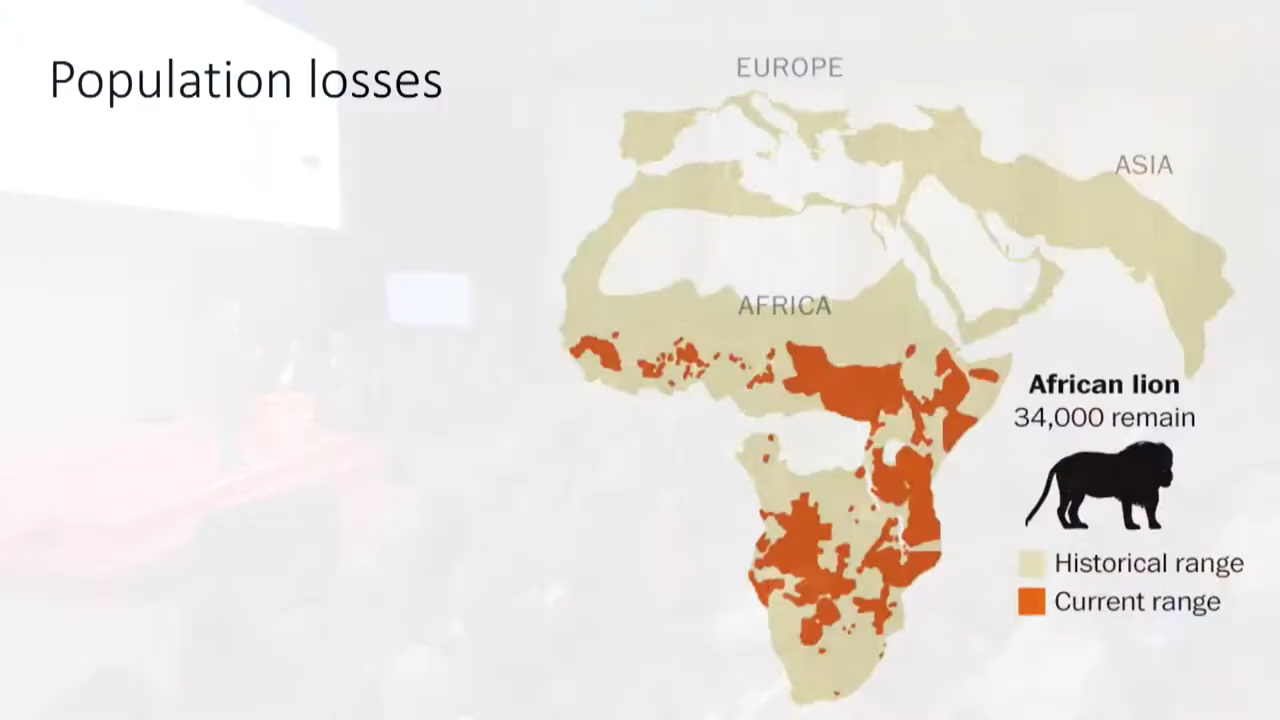 Population losses
EUROPE
ASIA
AFRICA
African lion
34,000 remain
Historical range
Current range